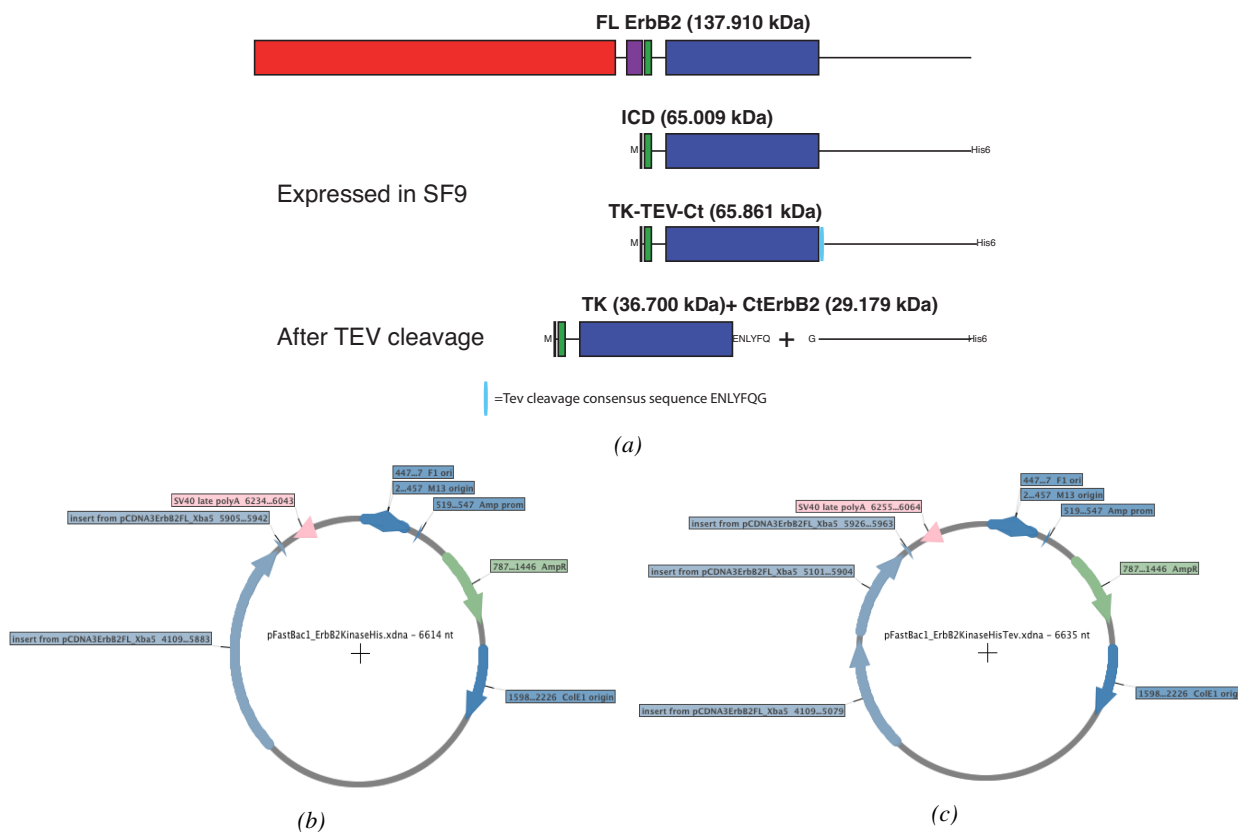 FL ErbB2 (137.910 kDa)
ICD (65.009 kDa)
M
His6
Expressed in SF9
TK-TEV-Ct (65.861 kDa)
M
His6
TK (36.700 kDa)+ CtErbB2 (29.179 kDa)
After TEV cleavage
M
ENLYFQ + G
His6
=Tev cleavage consensus sequence ENLYFQG
(a)
447...7 F1 ori
2...457 M13 origin
519...547 Amp prom
SV40 late polyA 6234...6043
insert from pCDNA3ErbB2FL_Xba5 5905...5942
787...1446 AmpR
pFastBac1_ErbB2KinaseHis.xdna - 6614 nt
insert from pCDNA3ErbB2FL_Xba5 4109...5883
1598...2226 ColE1 origin
(b)
447...7 F1 ori
2...457 M13 origin
519...547 Amp prom
SV40 late polyA 6255...6064
insert from pCDNA3ErbB2FL_Xba5 5926...5963
787...1446 AmpR
insert from pCDNA3ErbB2FL_Xba5 5101...5904
pFastBac1_ErbB2KinaseHisTev.xdna - 6635 nt
insert from pCDNA3ErbB2FL_Xba5 4109...5079
1598...2226 ColE1 orig
(c)